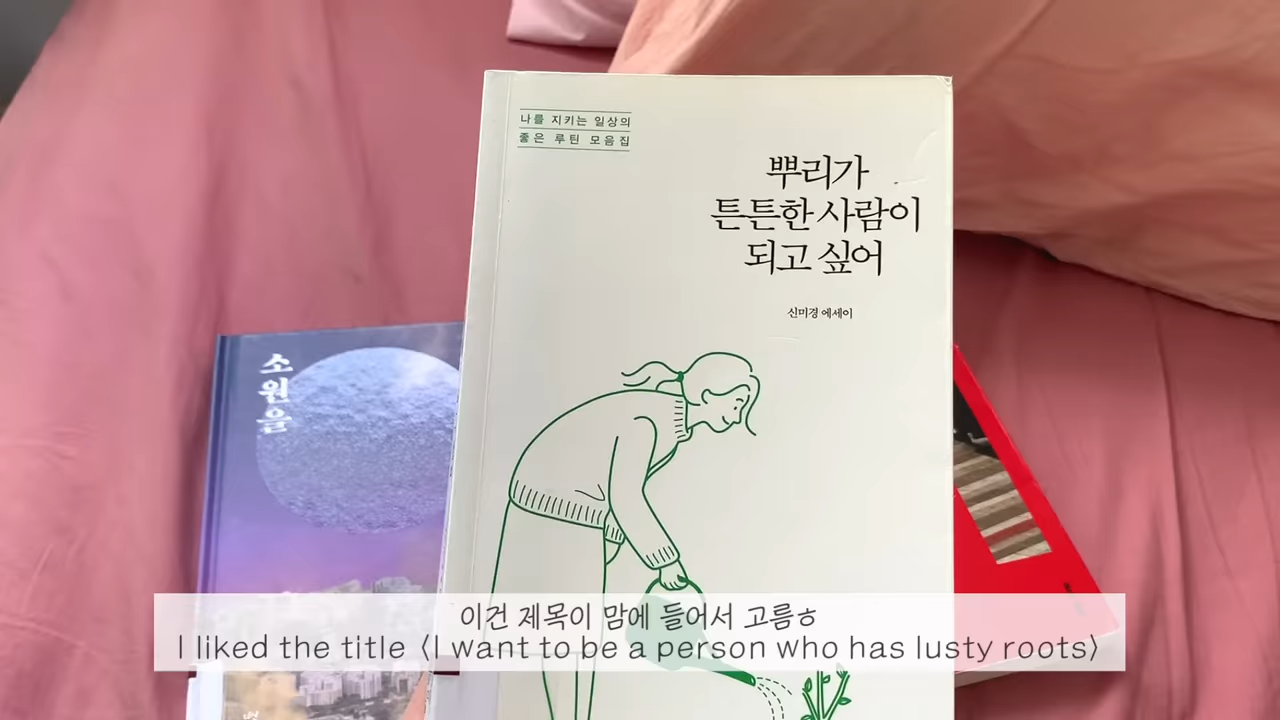 나를 지키는 일상의
좋은 루틴 모음집
뿌리가
튼튼한 사람이
되고 싶어
신미경 에세이
소원을
이건 제목이 맘에 들어서 고름ㅎ
I liked the title 〈I want to be a person who has lusty roots〉